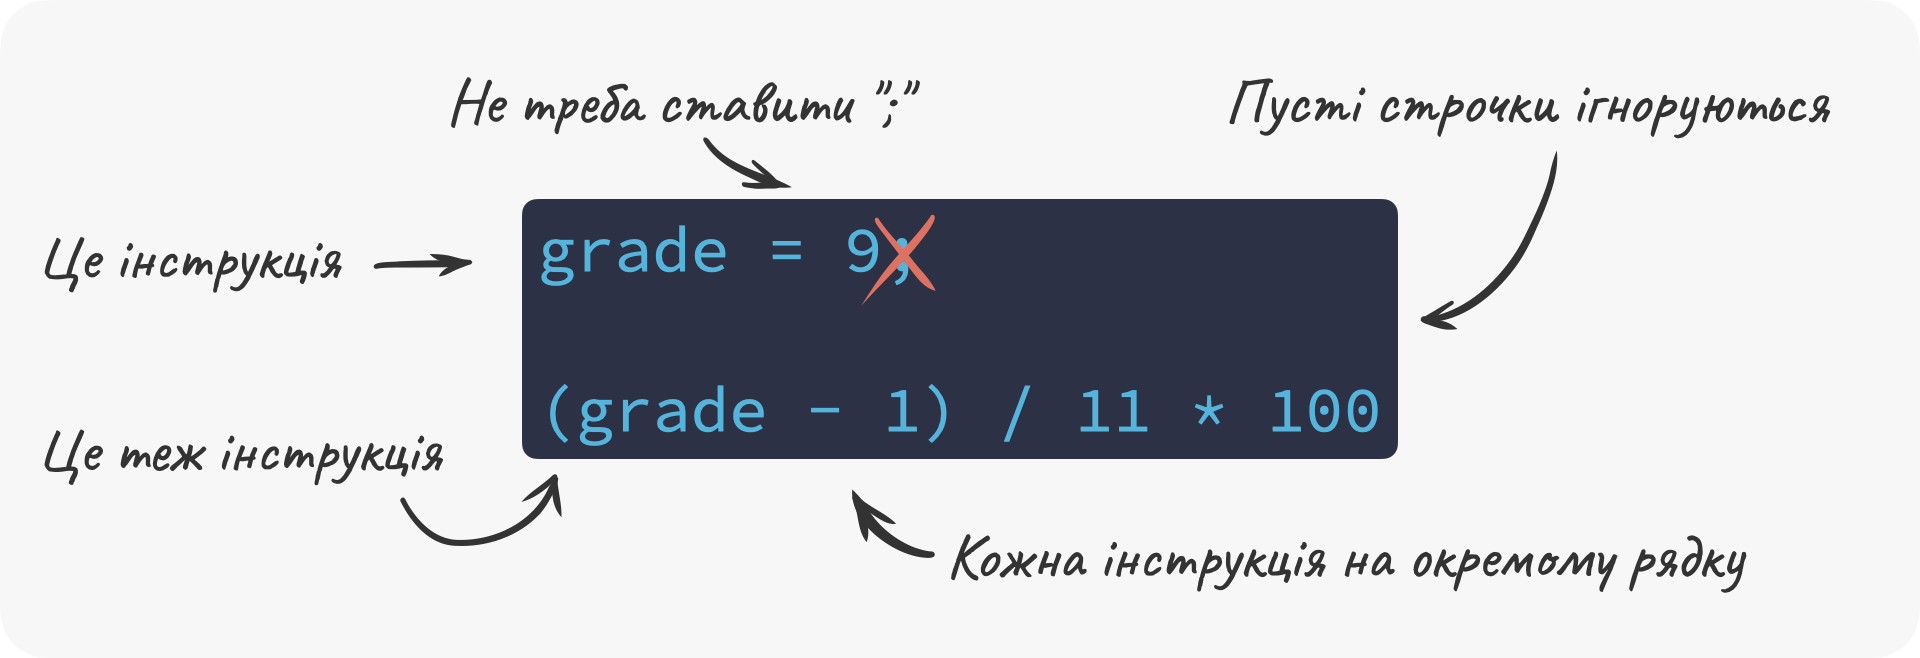 Не треба ставити ";"
Пусті строчки ігноруються
Це інструкція
grade = 9;
(grade - 1) / 11 * 100
Це теж інструкція
Кожна інструкція на окремому рядку